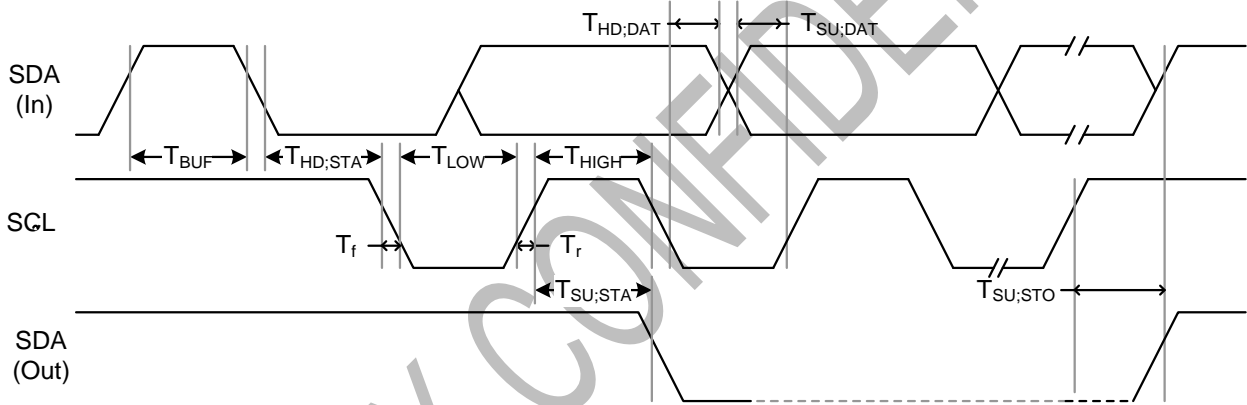 T_HD;DAT T_SU;DAT
SDA
(In)
T_BUF T_HD;STA T_LOW T_HIGH
SCL
T_f T_r
T_SU;STA T_SU;STO
SDA
(Out)
CONFIDE